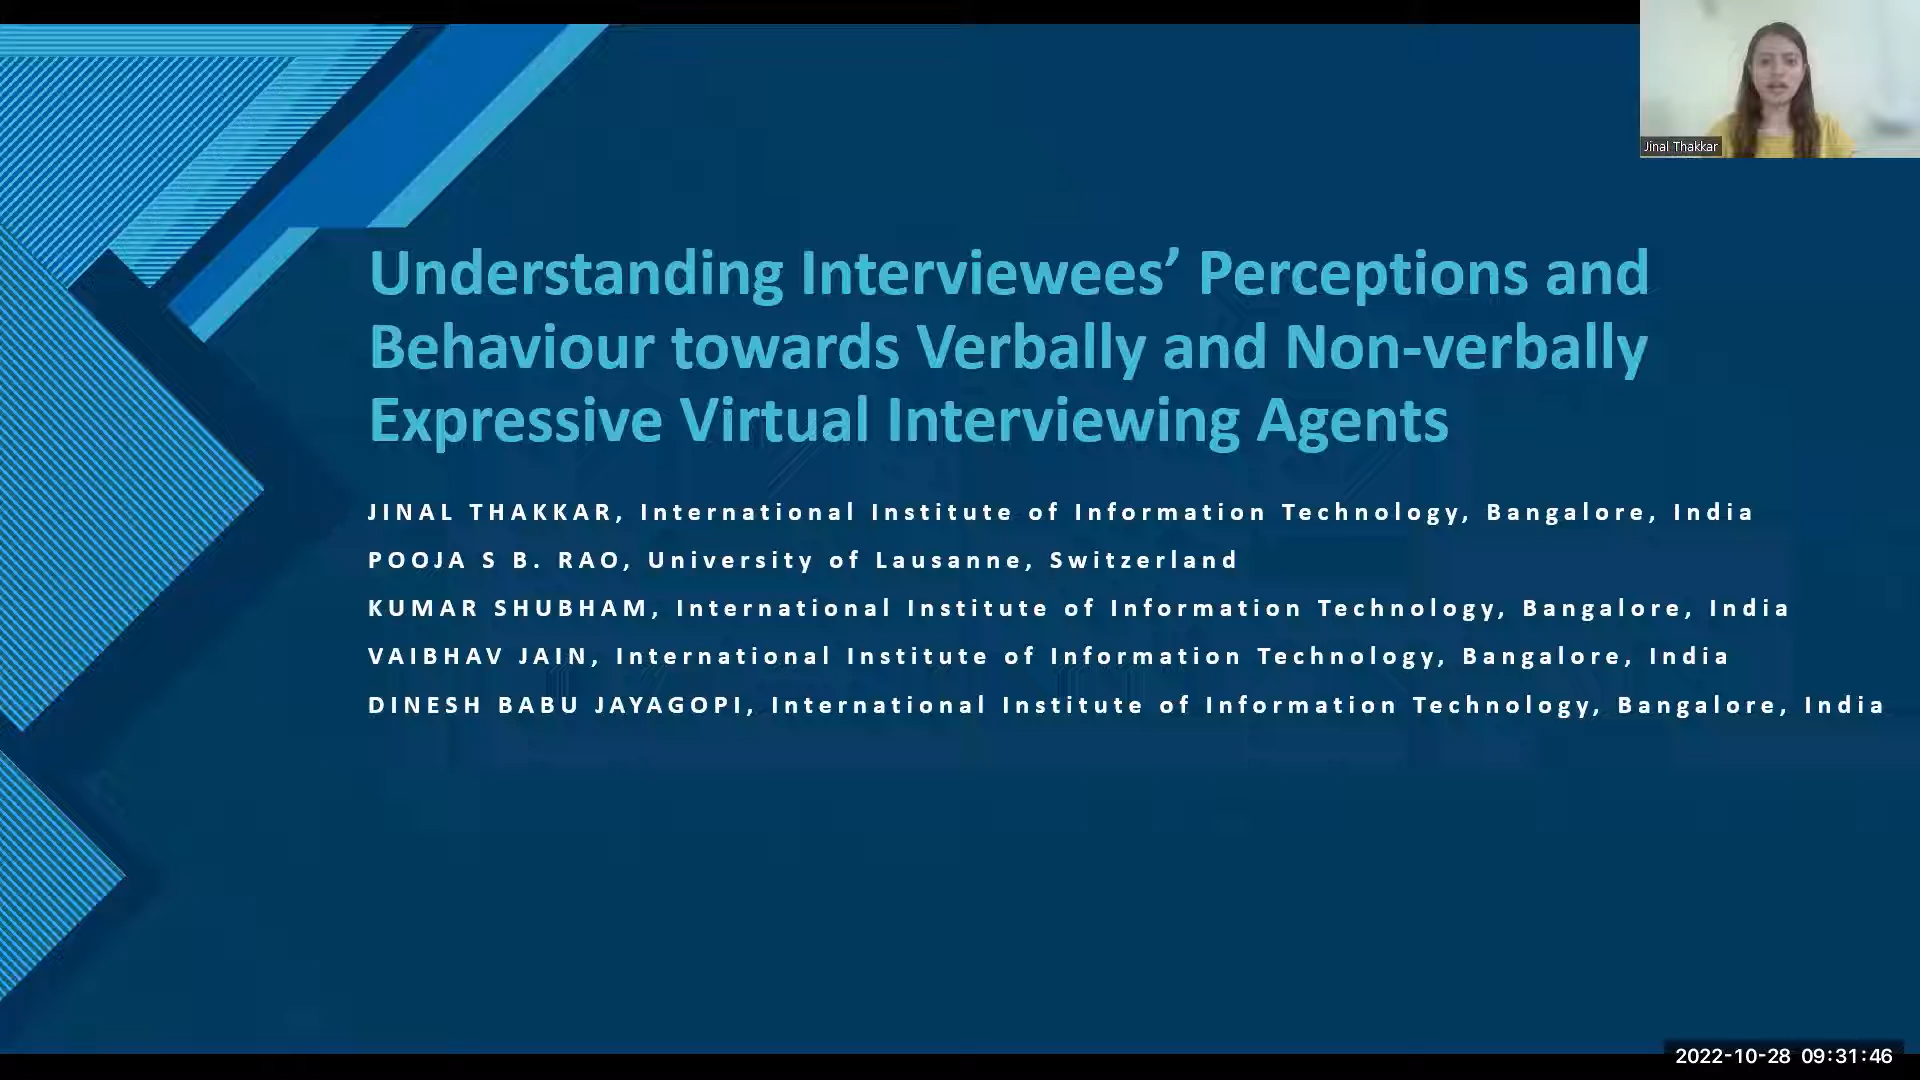 Jinal Thakkar
Understanding Interviewees’ Perceptions and
Behaviour towards Verbally and Non-verbally
Expressive Virtual Interviewing Agents
JINAL THAKKAR, International Institute of Information Technology, Bangalore, India
POOJA S B. RAO, University of Lausanne, Switzerland
KUMAR SHUBHAM, International Institute of Information Technology, Bangalore, India
VAIBHAV JAIN, International Institute of Information Technology, Bangalore, India
DINESH BABU JAYAGOPI, International Institute of Information Technology, Bangalore, India
2022-10-28 09:31:46